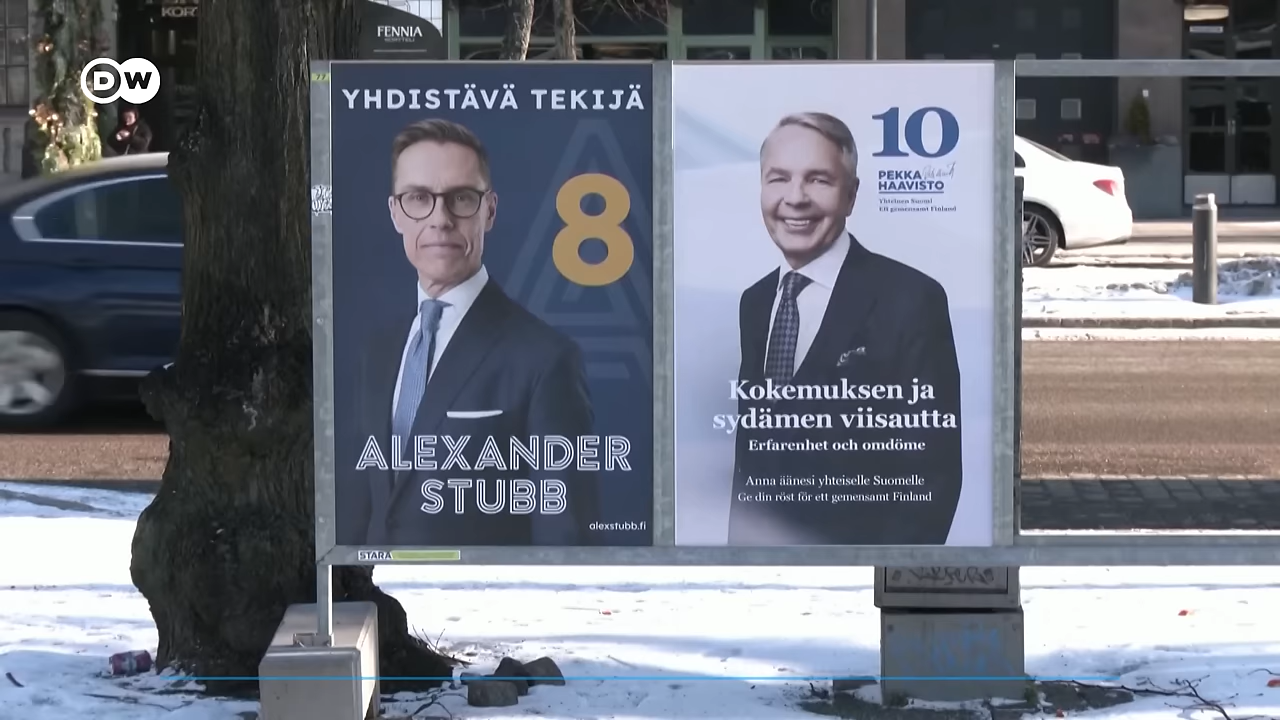 KORT
FENNIA
DW
YHDISTÄVÄ TEKIJÄ
8
ALEXANDER
STUBB
alexstubb.fi
STARA
10
PEKKA
HAAVISTO
Yhteinen Suomi
Ett gemensamt Finland
Kokemuksen ja
sydämen viisautta
Erfarenhet och omdöme
Anna äänesi yhteiselle Suomelle
Ge din röst för ett gemensamt Finland